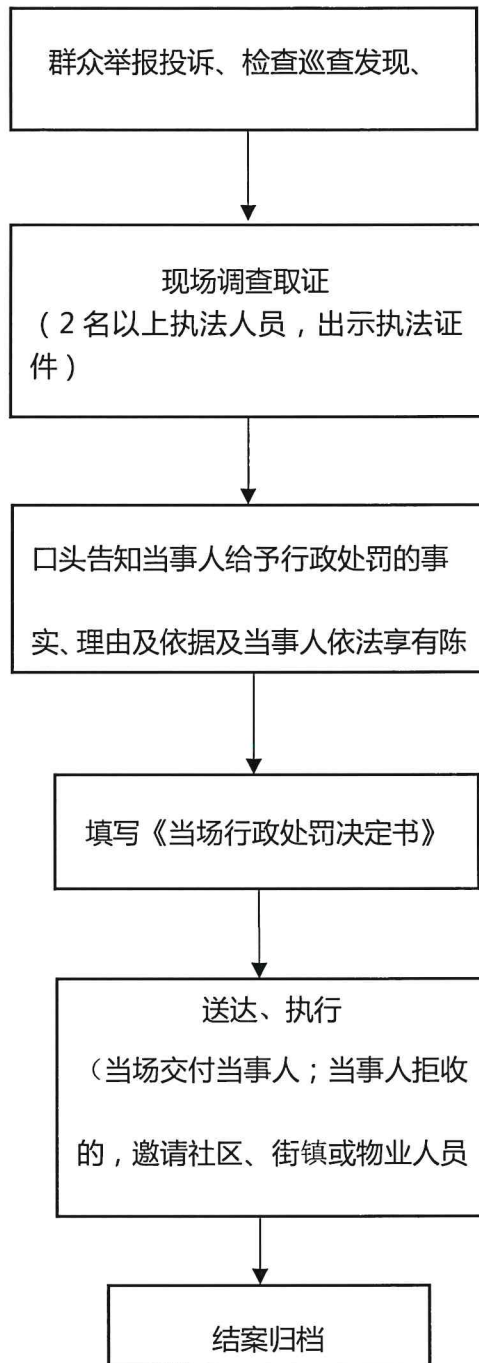 群众举报投诉、检查巡查发现、
现场调查取证
（2名以上执法人员，出示执法证
件）
口头告知当事人给予行政处罚的事
实、理由及依据及当事人依法享有陈
填写《当场行政处罚决定书》
送达、执行
（当场交付当事人；当事人拒收
的，邀请社区、街镇或物业人员
结案归档